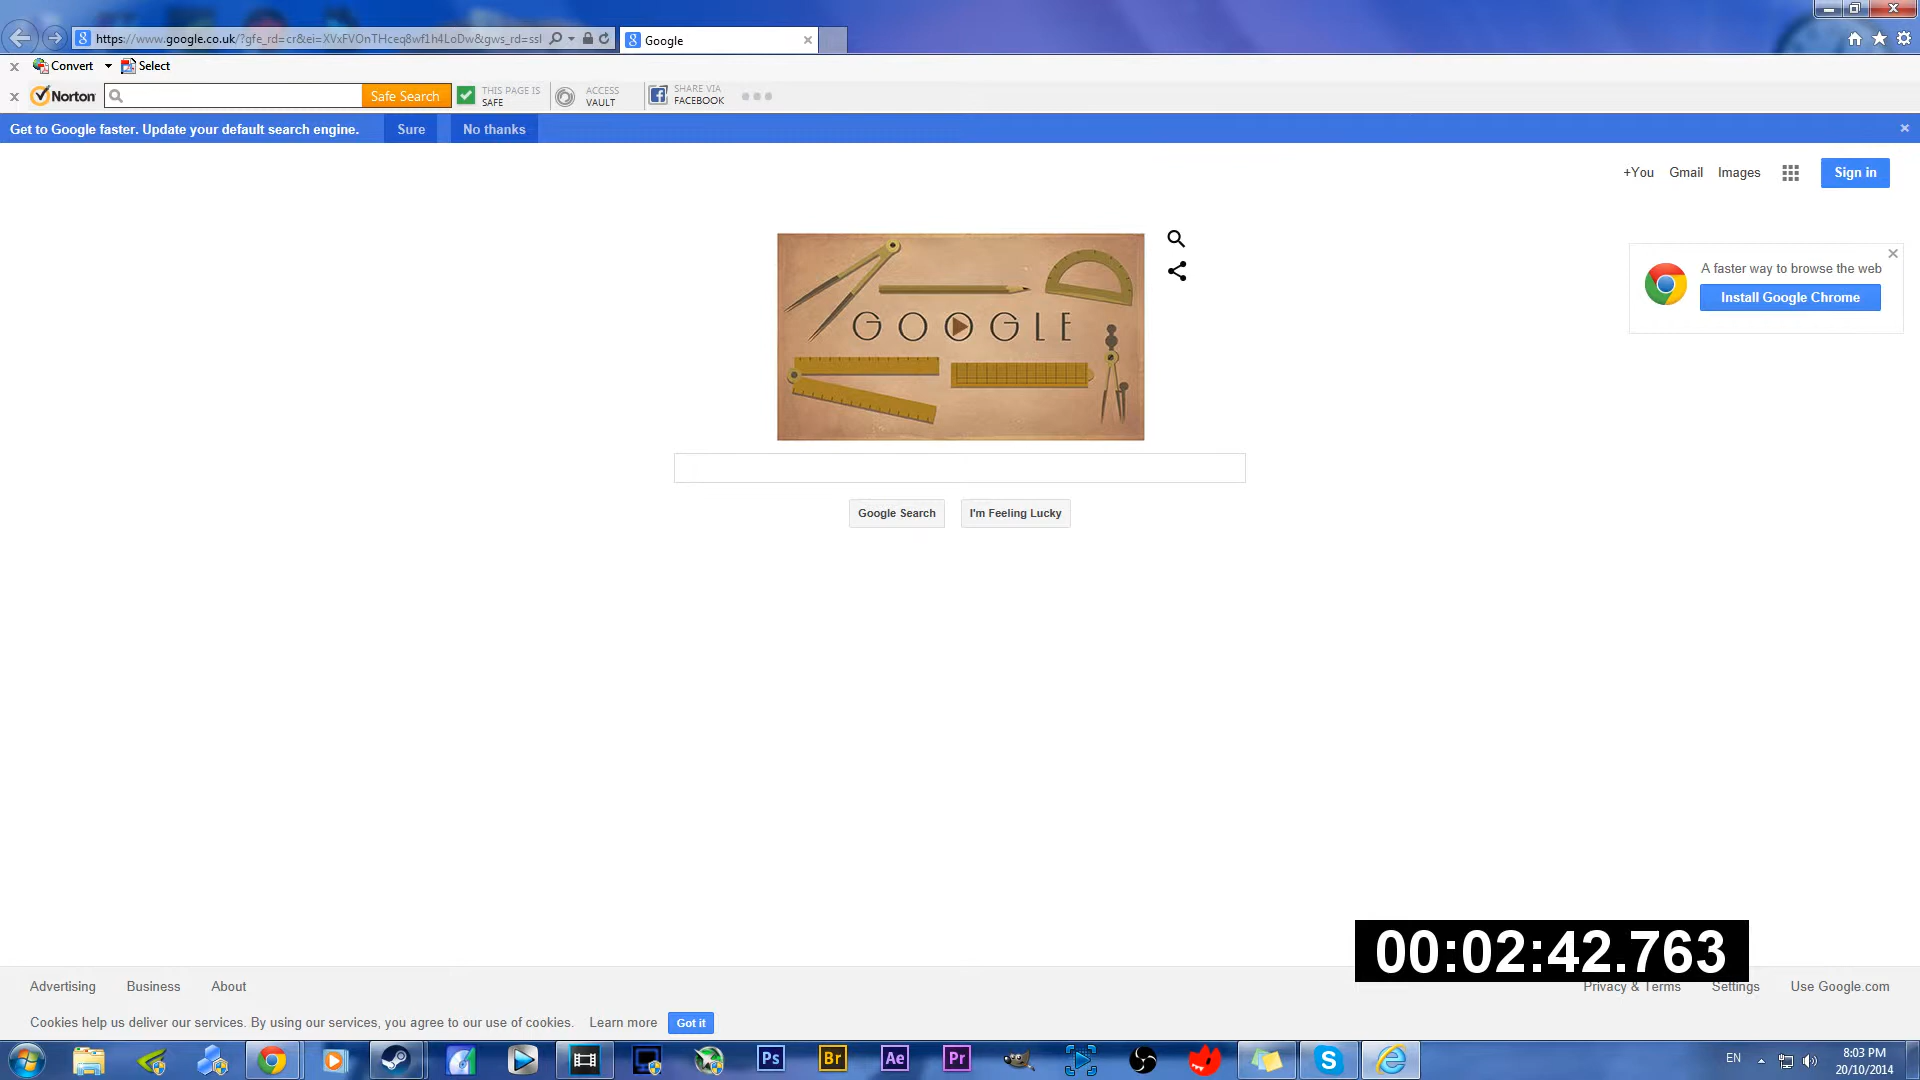 https://www.google.co.uk/?gfe_rd=cr&ei=XVxFVOnTHceq8wf1h4LoDw&gws_rd=ssl
Google
Convert
Select
Norton
Safe Search
THIS PAGE IS
SAFE
ACCESS
VAULT
SHARE VIA
FACEBOOK
Get to Google faster. Update your default search engine.
Sure
No thanks
+You
Gmail
Images
Sign in
GOOGLE
A faster way to browse the web
Install Google Chrome
Google Search
I'm Feeling Lucky
00:02:42.763
Advertising
Business
About
Privacy & Terms
Settings
Use Google.com
Cookies help us deliver our services. By using our services, you agree to our use of cookies.
Learn more
Got it
Ps
Br
Ae
Pr
EN
8:03 PM
20/10/2014